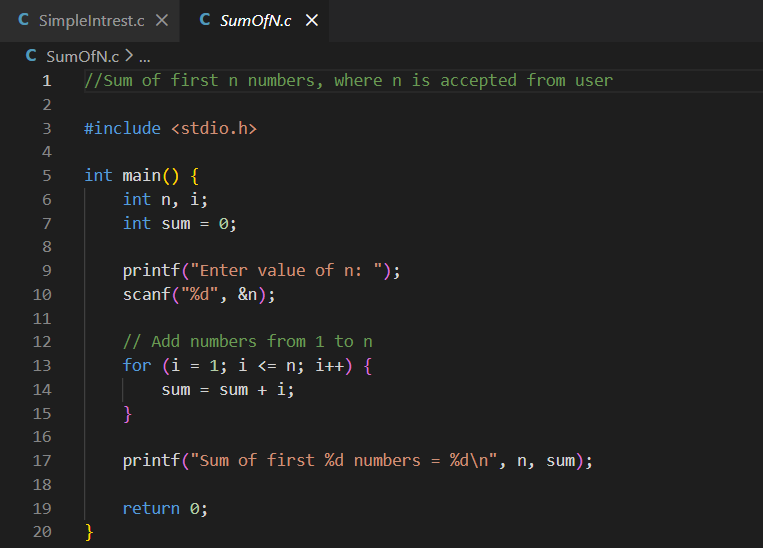 C SimpleIntrest.c ✕ C SumOfN.c ✕
C SumOfN.c > ...
1 //Sum of first n numbers, where n is accepted from user
2
3 #include <stdio.h>
4
5 int main() {
6     int n, i;
7     int sum = 0;
8
9     printf("Enter value of n: ");
10     scanf("%d", &n);
11
12     // Add numbers from 1 to n
13     for (i = 1; i <= n; i++) {
14         sum = sum + i;
15     }
16
17     printf("Sum of first %d numbers = %d\n", n, sum);
18
19     return 0;
20 }